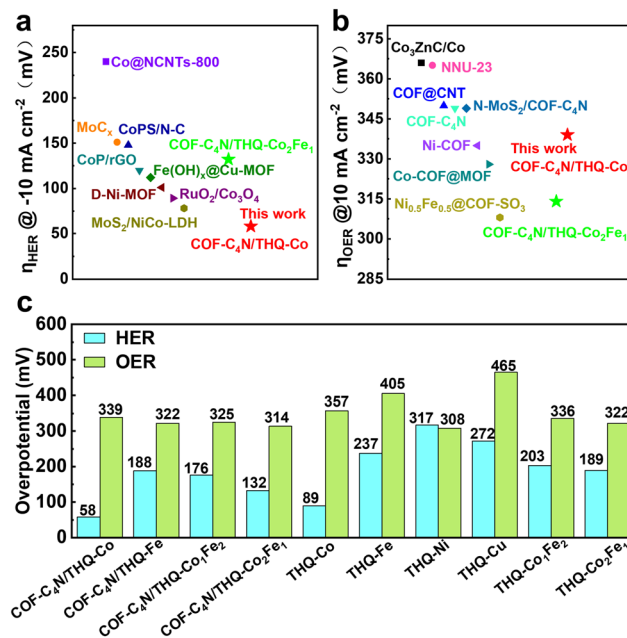 a
η_HER @ -10 mA cm⁻² (mV)
250
200
150
100
50
0
Co@NCNTs-800
MoCₓ
CoPS/N-C
COF-C₄N/THQ-Co₂Fe₁
CoP/rGO
Fe(OH)ₓ@Cu-MOF
D-Ni-MOF
RuO₂/Co₃O₄
MoS₂/NiCo-LDH
This work
COF-C₄N/THQ-Co
b
η_OER @10 mA cm⁻² (mV)
375
360
345
330
315
300
285
Co₃ZnC/Co
NNU-23
COF@CNT
N-MoS₂/COF-C₄N
COF-C₄N
Ni-COF
This work
COF-C₄N/THQ-Co
Co-COF@MOF
Ni₀.₅Fe₀.₅@COF-SO₃
COF-C₄N/THQ-Co₂Fe₁
c
Overpotential (mV)
600
500
400
300
200
100
0
HER
OER
58
339
188
322
176
325
132
314
89
357
237
405
317
308
272
465
203
336
189
322
COF-C₄N/THQ-Co
COF-C₄N/THQ-Fe
COF-C₄N/THQ-Co₁Fe₂
COF-C₄N/THQ-Co₂Fe₁
THQ-Co
THQ-Fe
THQ-Ni
THQ-Cu
THQ-Co₁Fe₂
THQ-Co₂Fe₁